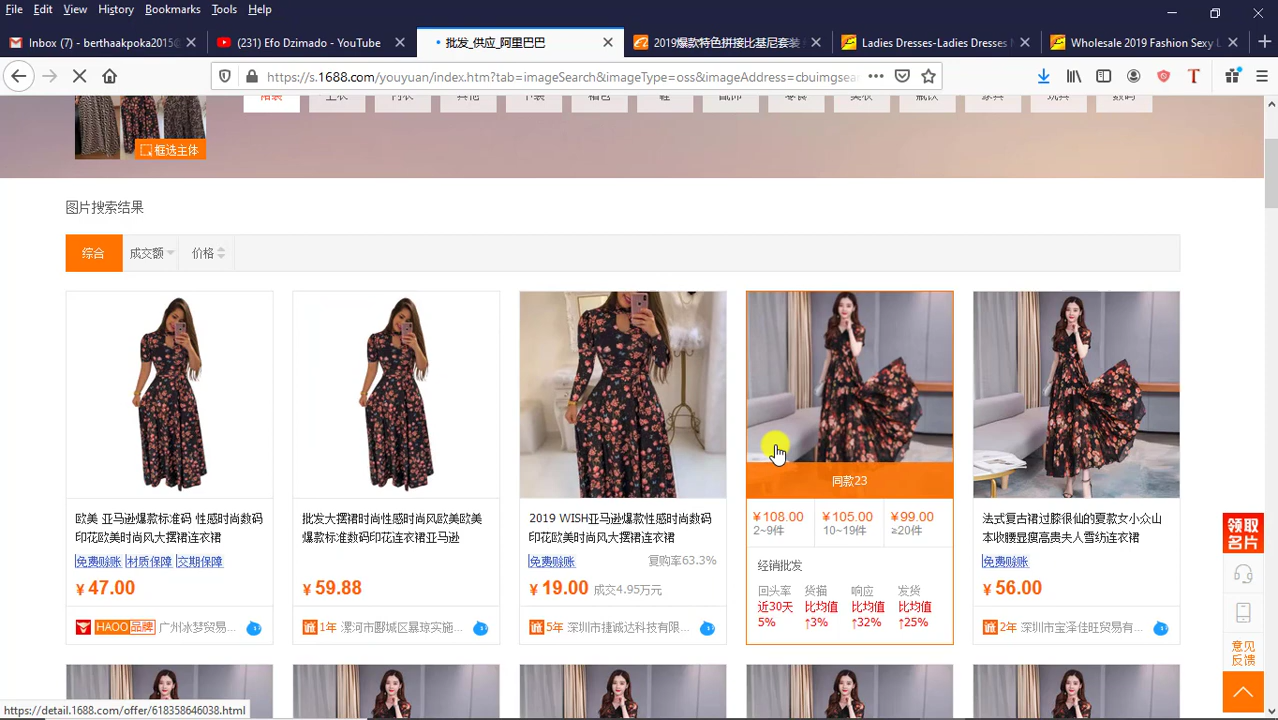 File Edit View History Bookmarks Tools Help
Inbox (7) - berthaakpoka2015@
(231) Efo Dzimado - YouTube
批发_供应_阿里巴巴
2019爆款特色拼接比基尼套装
Ladies Dresses-Ladies Dresses
Wholesale 2019 Fashion Sexy L
https://s.1688.com/youyuan/index.htm?tab=imageSearch&imageType=oss&imageAddress=cbuimgsear
框选主体
图片搜索结果
综合 成交额 价格
同款23
欧美 亚马逊爆款标准码 性感时尚数码
印花欧美时尚风大摆裙连衣裙
免费赊账 材质保障 交期保障
¥47.00
HAOO品牌 广州冰梦贸易...
批发大摆裙时尚性感时尚风欧美欧美
爆款标准数码印花连衣裙亚马逊
¥59.88
诚 1年 漯河市郾城区暴琼实施...
2019 WISH亚马逊爆款性感时尚数码
印花欧美时尚风大摆裙连衣裙
免费赊账 复购率63.3%
¥19.00 成交4.95万元
诚 5年 深圳市捷诚达科技有限...
¥108.00 ¥105.00 ¥99.00
2~9件 10~19件 ≥20件
经销批发
回头率 货描 响应 发货
近30天 比均值 比均值 比均值
5% ↑3% ↑32% ↑25%
法式复古裙过膝很仙的夏款女小众山
本收腰显瘦高贵夫人雪纺连衣裙
免费赊账
¥56.00
诚 2年 深圳市宝泽佳旺贸易有...
领取
名片
意见
反馈
https://detail.1688.com/offer/618358646038.html